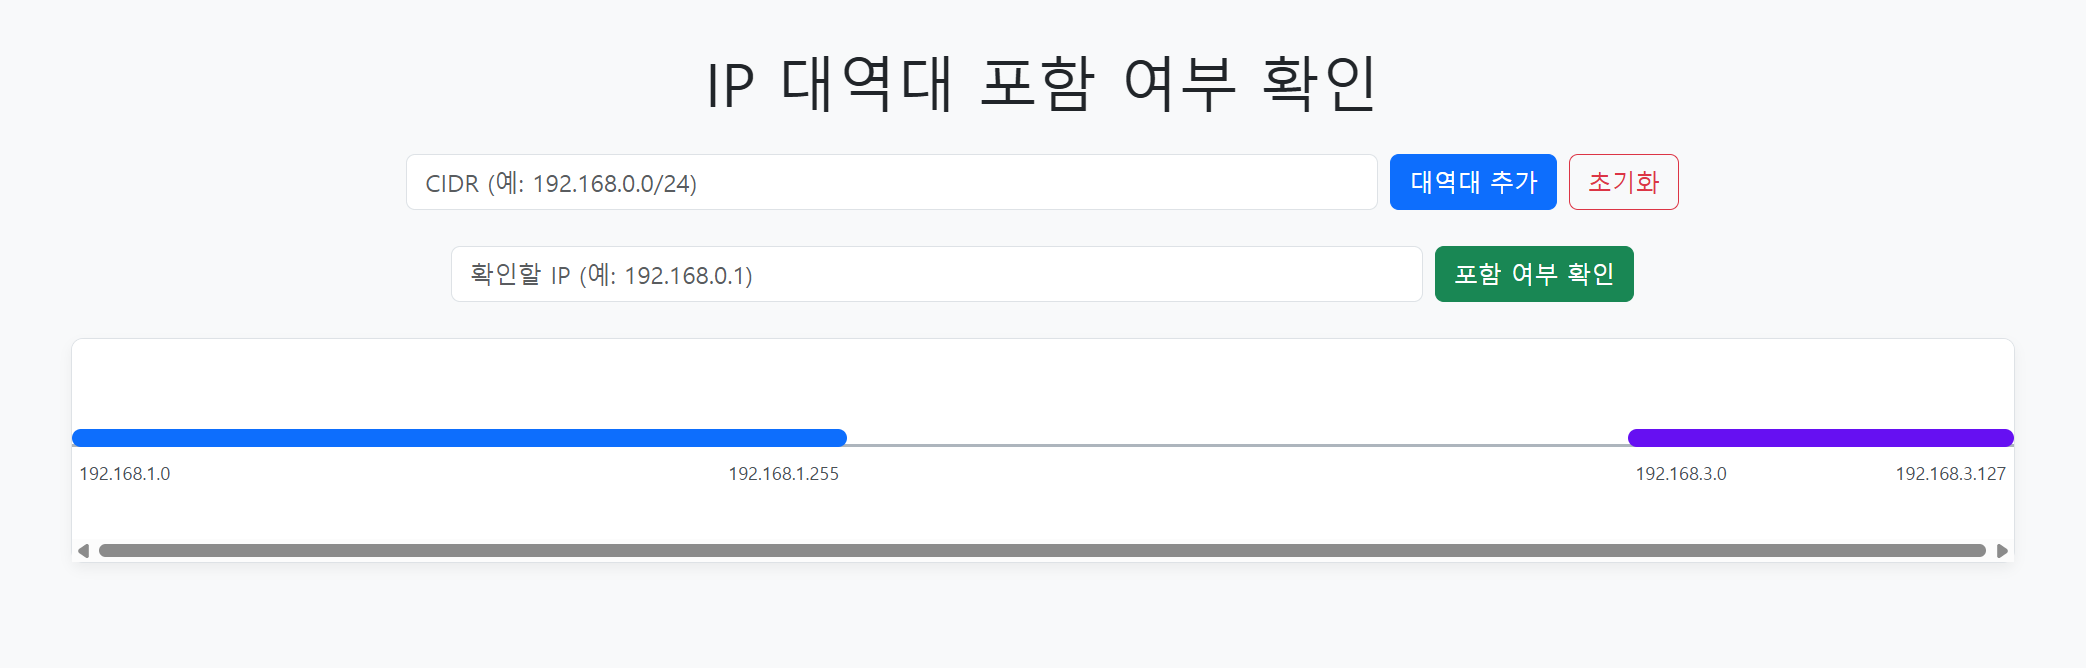 IP 대역대 포함 여부 확인
CIDR (예: 192.168.0.0/24) 대역대 추가 초기화
확인할 IP (예: 192.168.0.1) 포함 여부 확인
192.168.1.0 192.168.1.255 192.168.3.0 192.168.3.127